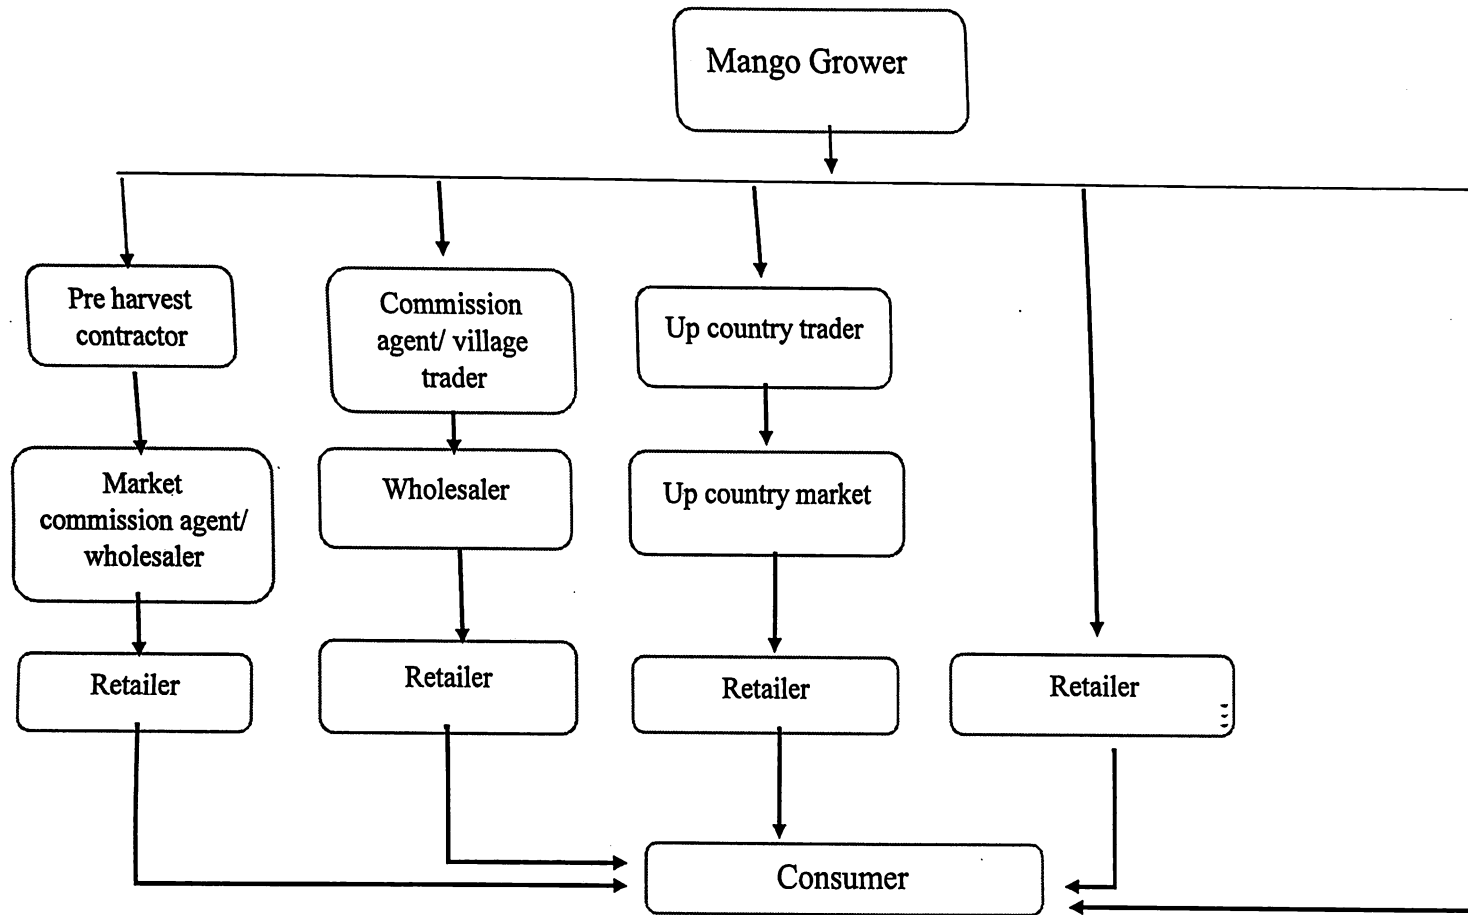 Mango Grower
Pre harvest
contractor
Commission
agent/ village
trader
Up country trader
Market
commission agent/
wholesaler
Wholesaler
Up country market
Retailer
Retailer
Retailer
Retailer
Consumer